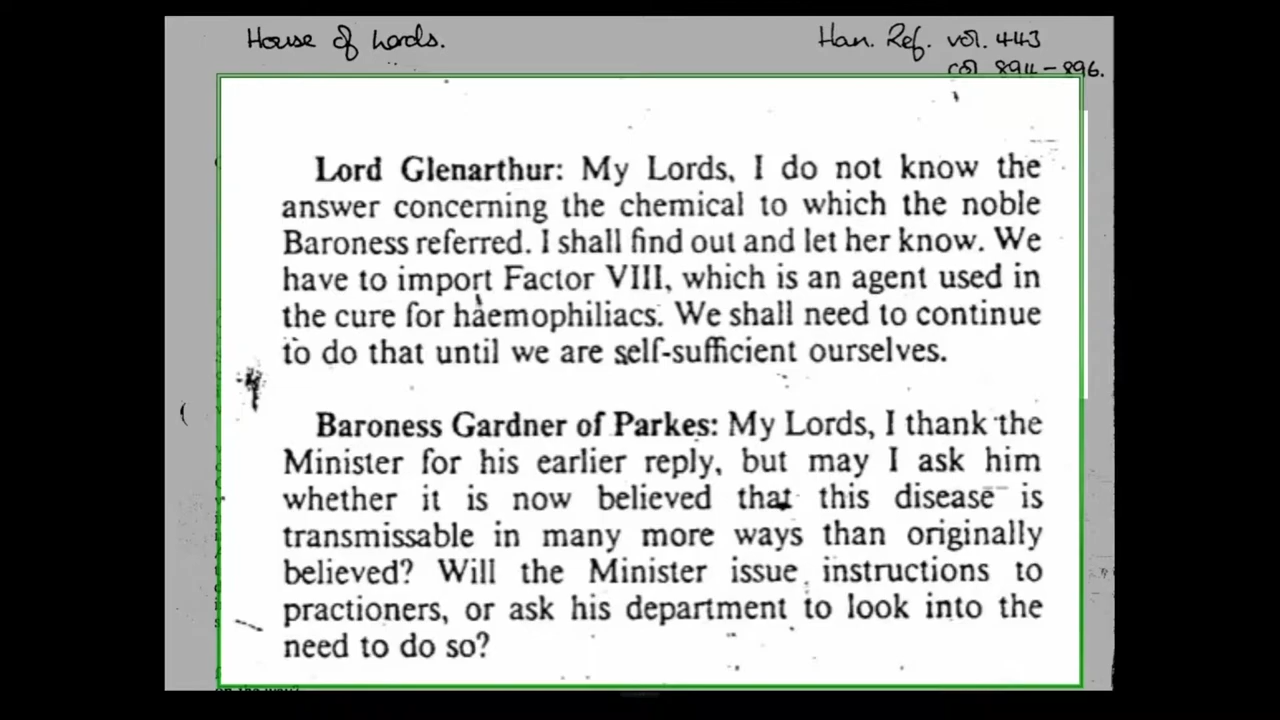 House of Lords.
Han. Ref. vol. 443
col 894-896.
Lord Glenarthur: My Lords, I do not know the
answer concerning the chemical to which the noble
Baroness referred. I shall find out and let her know. We
have to import Factor VIII, which is an agent used in
the cure for haemophiliacs. We shall need to continue
to do that until we are self-sufficient ourselves.
Baroness Gardner of Parkes: My Lords, I thank the
Minister for his earlier reply, but may I ask him
whether it is now believed that this disease is
transmissable in many more ways than originally
believed? Will the Minister issue instructions to
practioners, or ask his department to look into the
need to do so?